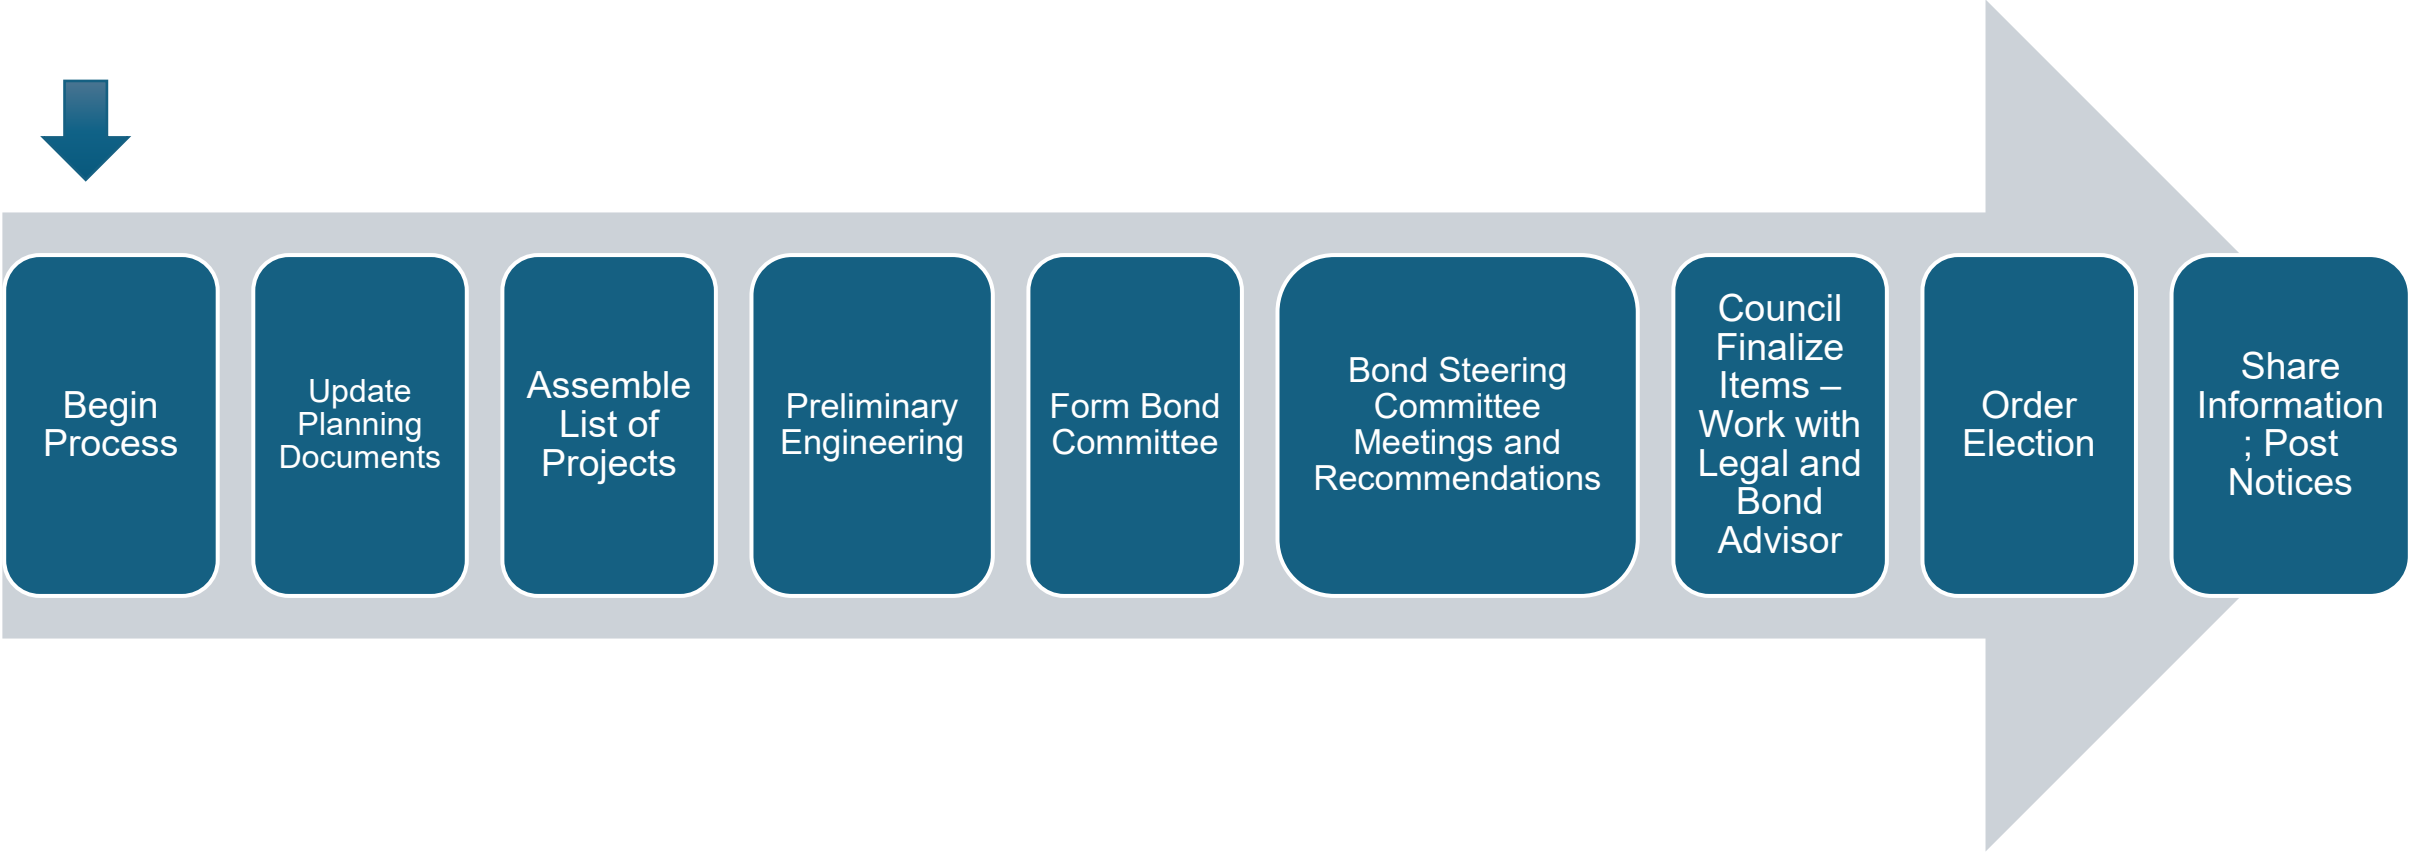 Begin
Process
Update
Planning
Documents
Assemble
List of
Projects
Preliminary
Engineering
Form Bond
Committee
Bond Steering
Committee
Meetings and
Recommendations
Council
Finalize
Items –
Work with
Legal and
Bond
Advisor
Order
Election
Share
Information
; Post
Notices